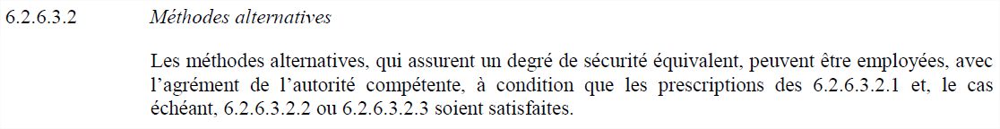 6.2.6.3.2 Méthodes alternatives
Les méthodes alternatives, qui assurent un degré de sécurité équivalent, peuvent être employées, avec
l’agrément de l’autorité compétente, à condition que les prescriptions des 6.2.6.3.2.1 et, le cas
échéant, 6.2.6.3.2.2 ou 6.2.6.3.2.3 soient satisfaites.